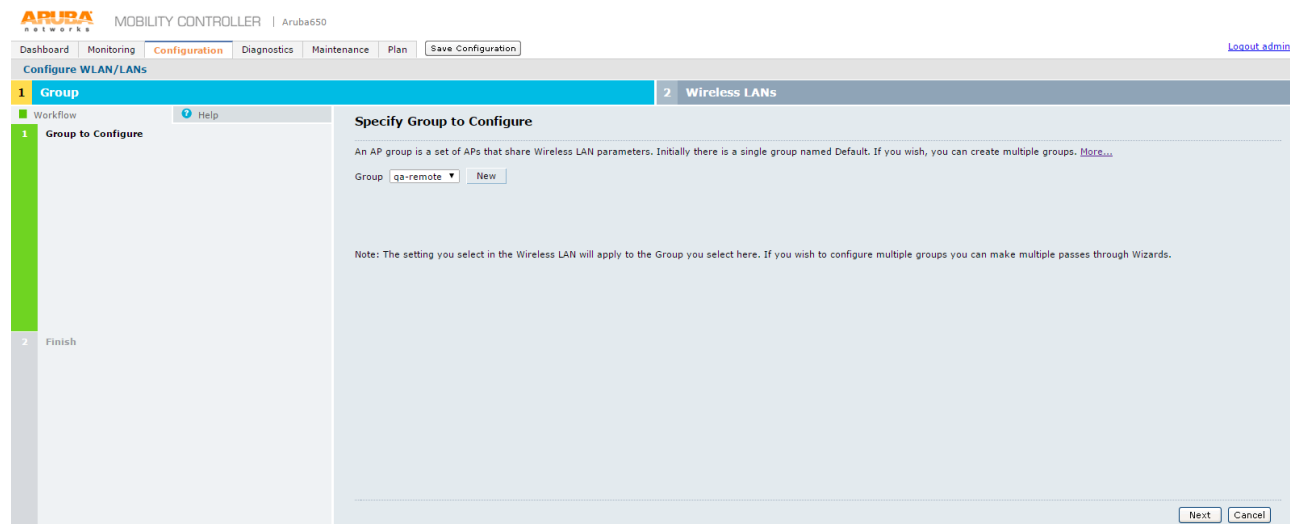 ARUBA networks MOBILITY CONTROLLER | Aruba650
Dashboard Monitoring Configuration Diagnostics Maintenance Plan Save Configuration Logout admin
Configure WLAN/LANs
1 Group 2 Wireless LANs
Workflow ? Help
1 Group to Configure
Specify Group to Configure
An AP group is a set of APs that share Wireless LAN parameters. Initially there is a single group named Default. If you wish, you can create multiple groups. More...
Group qa-remote New
Note: The setting you select in the Wireless LAN will apply to the Group you select here. If you wish to configure multiple groups you can make multiple passes through Wizards.
2 Finish
Next Cancel